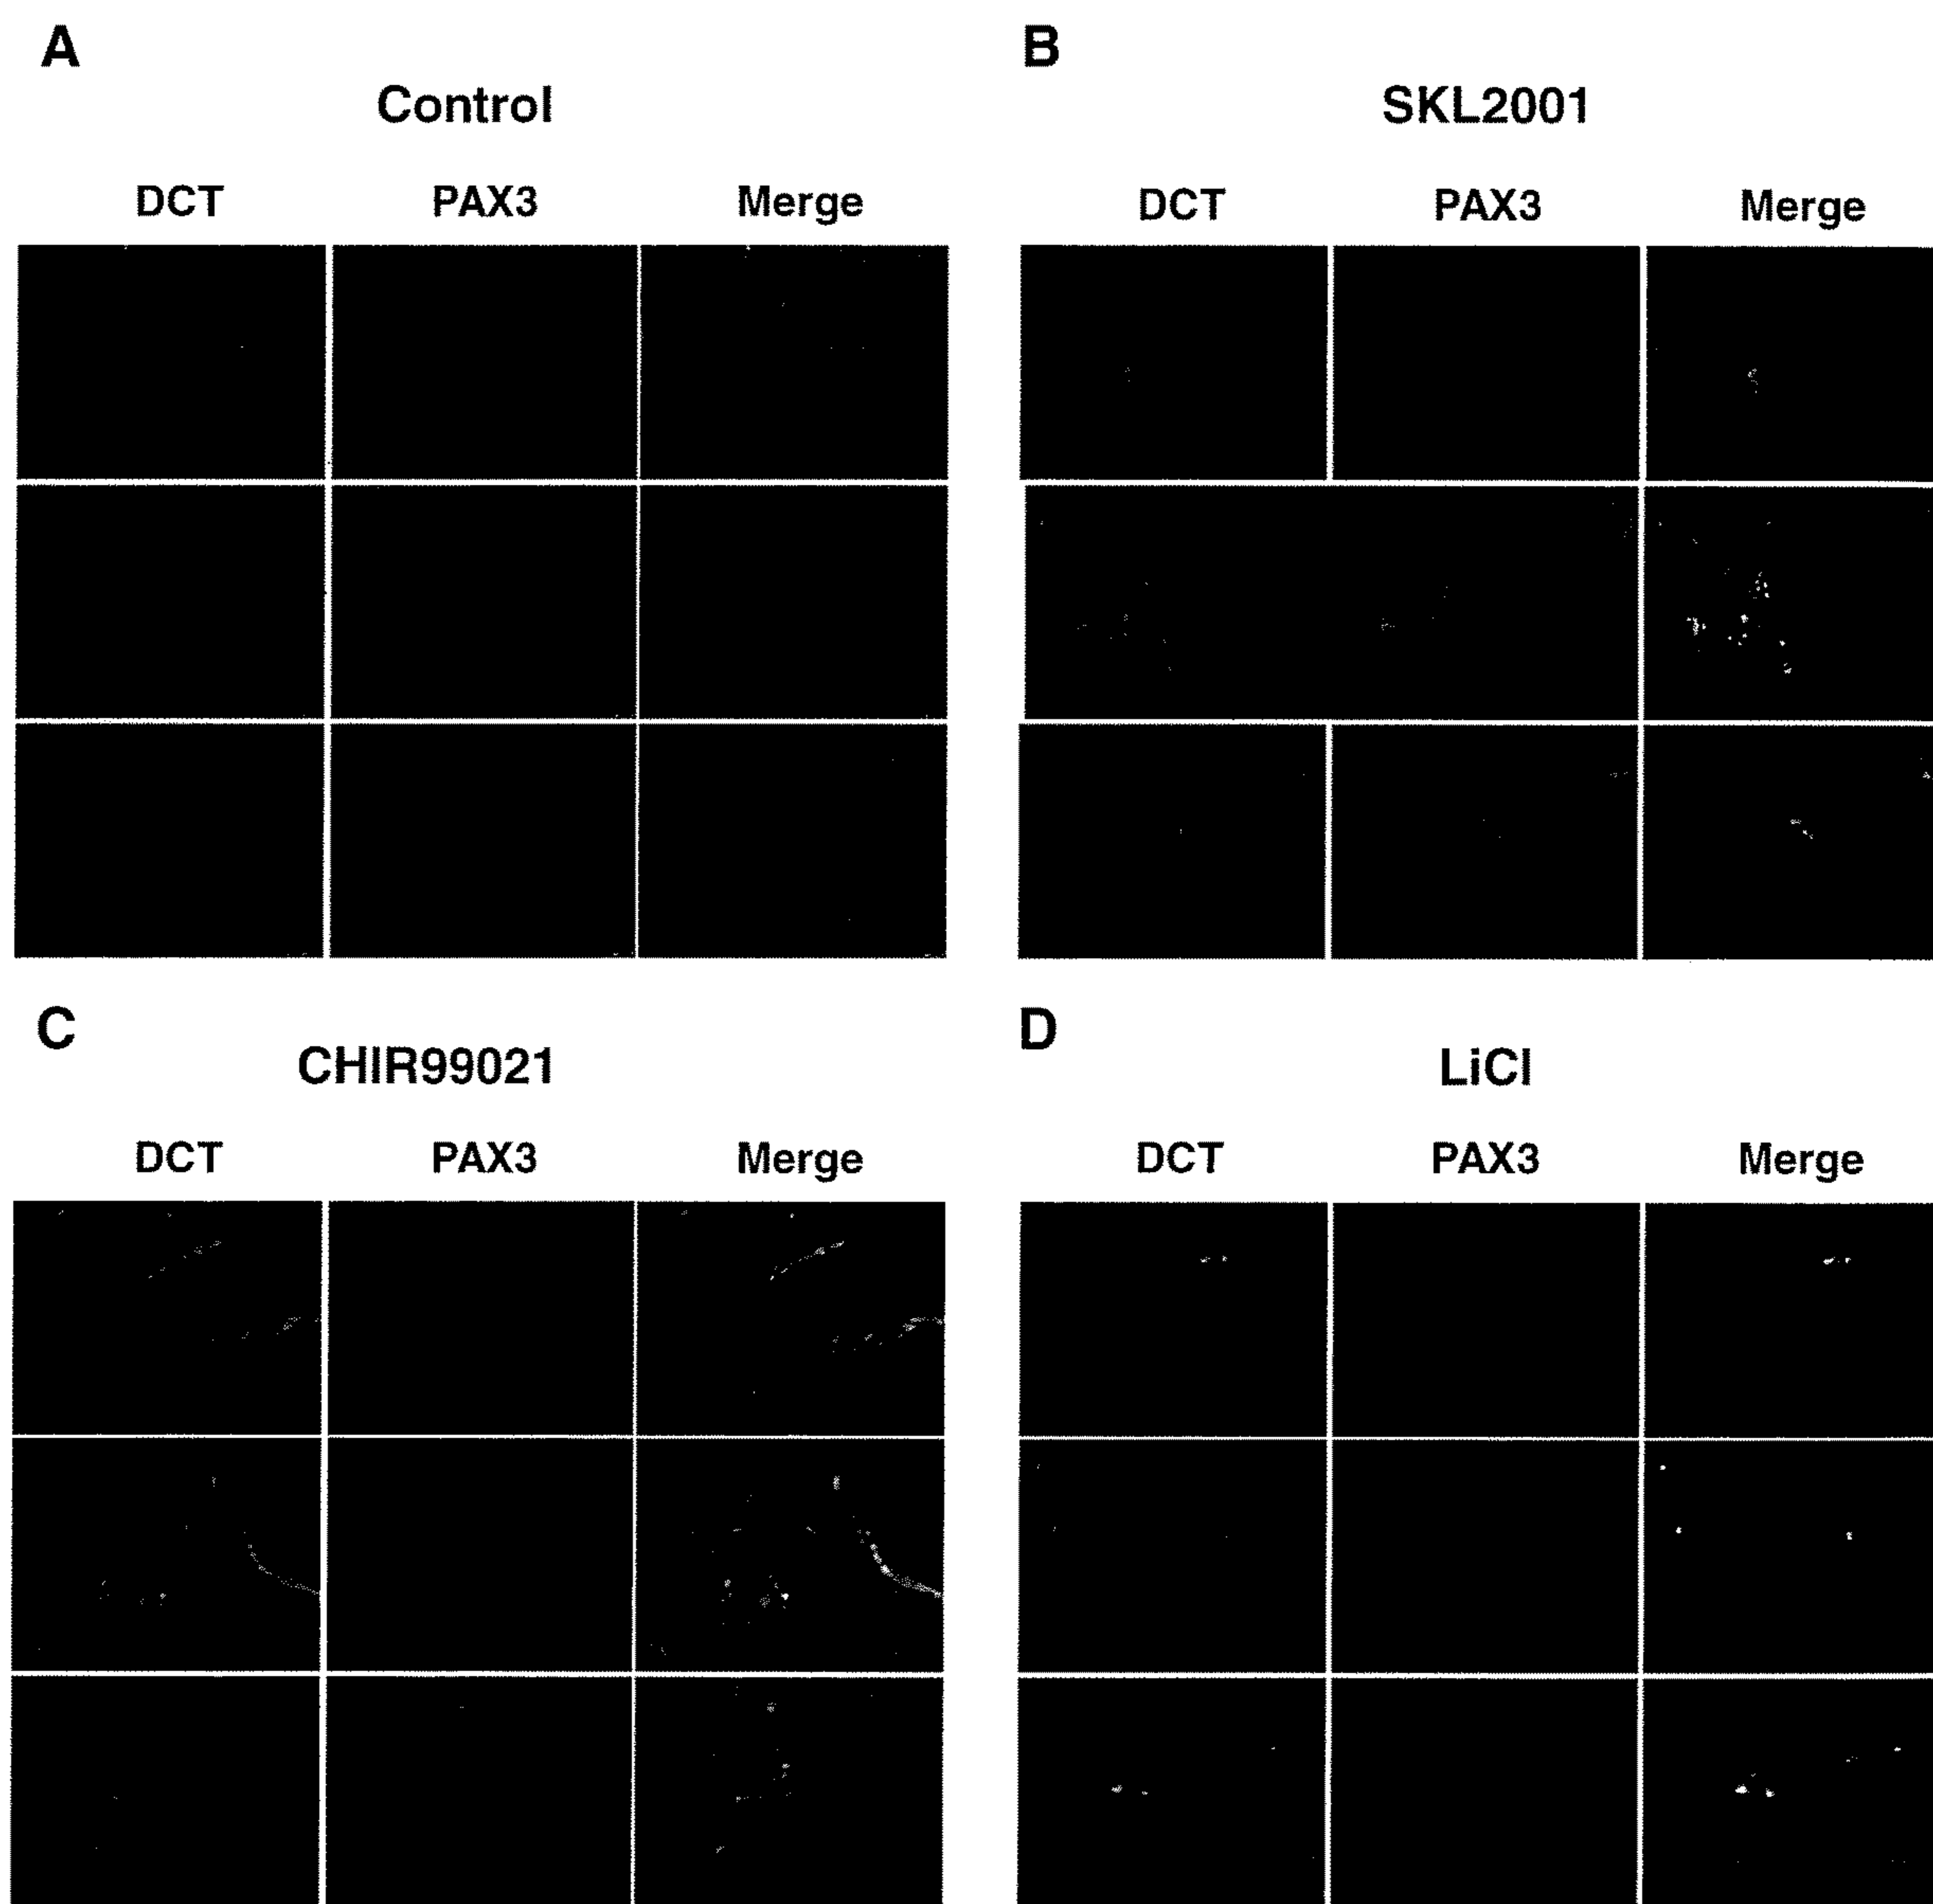 A
Control
DCT PAX3 Merge
B
SKL2001
DCT PAX3 Merge
C
CHIR99021
DCT PAX3 Merge
D
LiCl
DCT PAX3 Merge